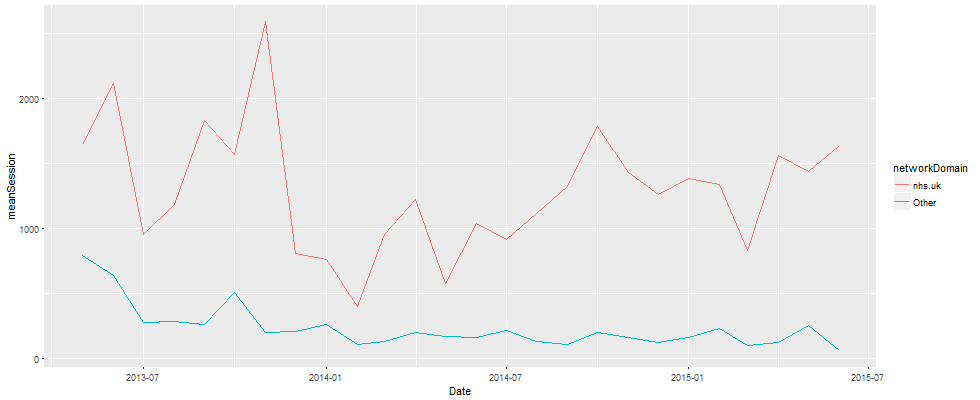 2000
1000
0
meanSession
2013-07
2014-01
2014-07
2015-01
2015-07
Date
networkDomain
nhs.uk
Other